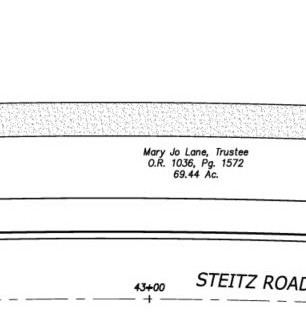 Mary Jo Lane, Trustee
O.R. 1036, Pg. 1572
69.44 Ac.
43+00
STEITZ ROAD